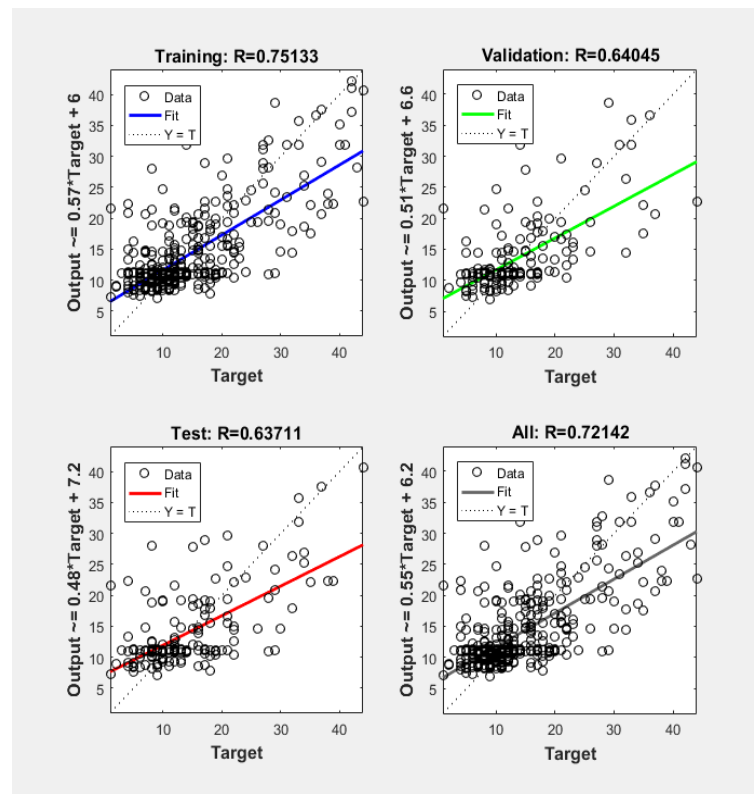 Training: R=0.75133
Output ~= 0.57*Target + 6
40
35
30
25
20
15
10
5
Data
Fit
Y = T
10 20 30 40
Target
Validation: R=0.64045
Output ~= 0.51*Target + 6.6
40
35
30
25
20
15
10
5
Data
Fit
Y = T
10 20 30 40
Target
Test: R=0.63711
Output ~= 0.48*Target + 7.2
40
35
30
25
20
15
10
5
Data
Fit
Y = T
10 20 30 40
Target
All: R=0.72142
Output ~= 0.55*Target + 6.2
40
35
30
25
20
15
10
5
Data
Fit
Y = T
10 20 30 40
Target